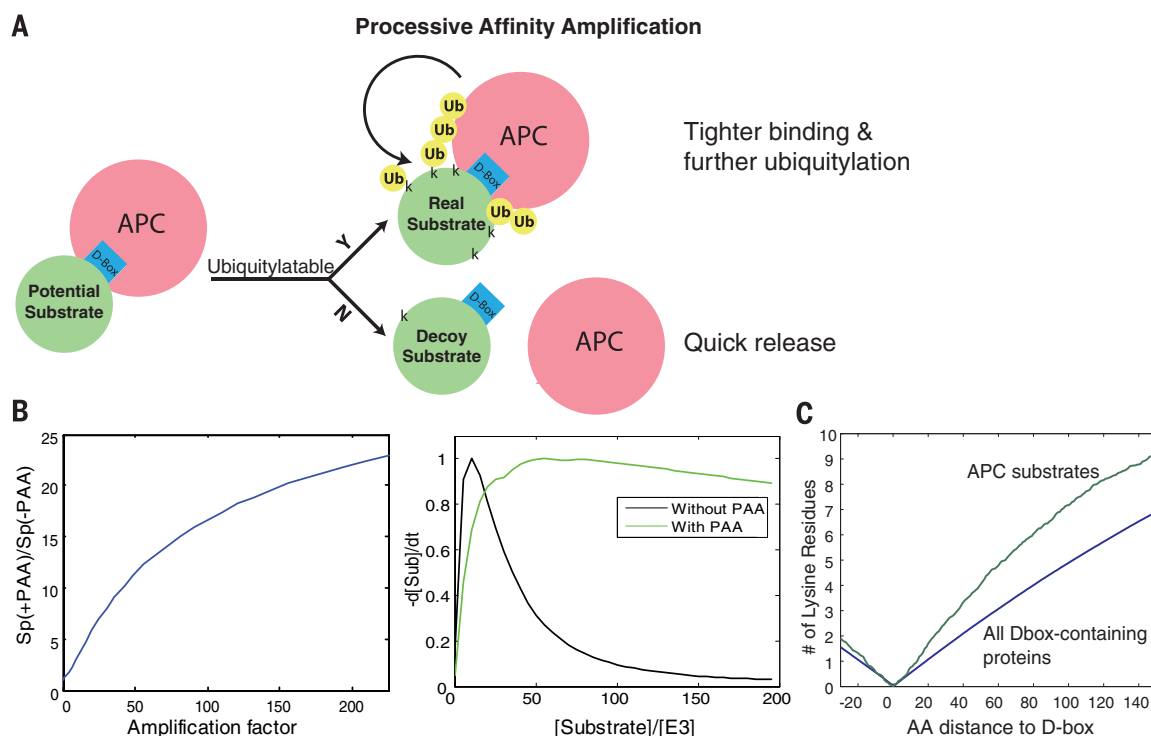 A
Processive Affinity Amplification
APC
D-Box
Potential
Substrate
Ubiquitylatable
Y
N
Ub
Ub
Ub
Ub
k
k
k
APC
D-Box
Real
Substrate
Ub
Ub
k
k
Tighter binding &
further ubiquitylation
k
D-Box
Decoy
Substrate
APC
Quick release
B
25
20
15
10
5
0
Sp(+PAA)/Sp(-PAA)
0 50 100 150 200
Amplification factor
1
0.8
0.6
0.4
0.2
0
-d[Sub]/dt
Without PAA
With PAA
0 50 100 150 200
[Substrate]/[E3]
C
10
9
8
7
6
5
4
3
2
1
0
# of Lysine Residues
APC substrates
All Dbox-containing
proteins
-20 0 20 40 60 80 100 120 140
AA distance to D-box